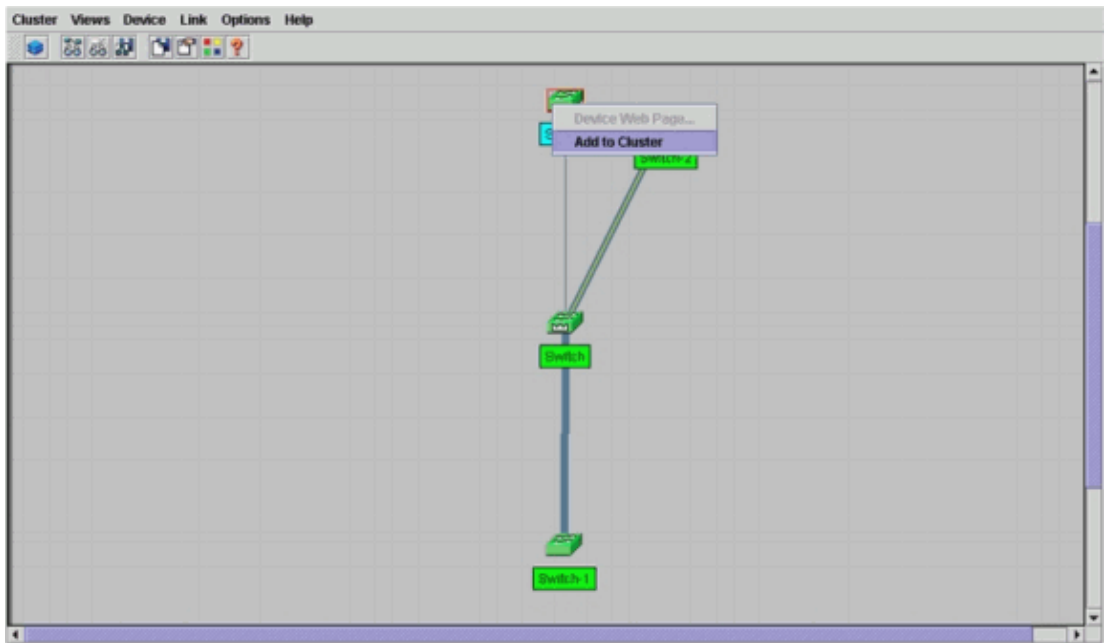 Cluster Views Device Link Options Help
Device Web Page...
Add to Cluster
S
Switch-2
Switch
Switch-1